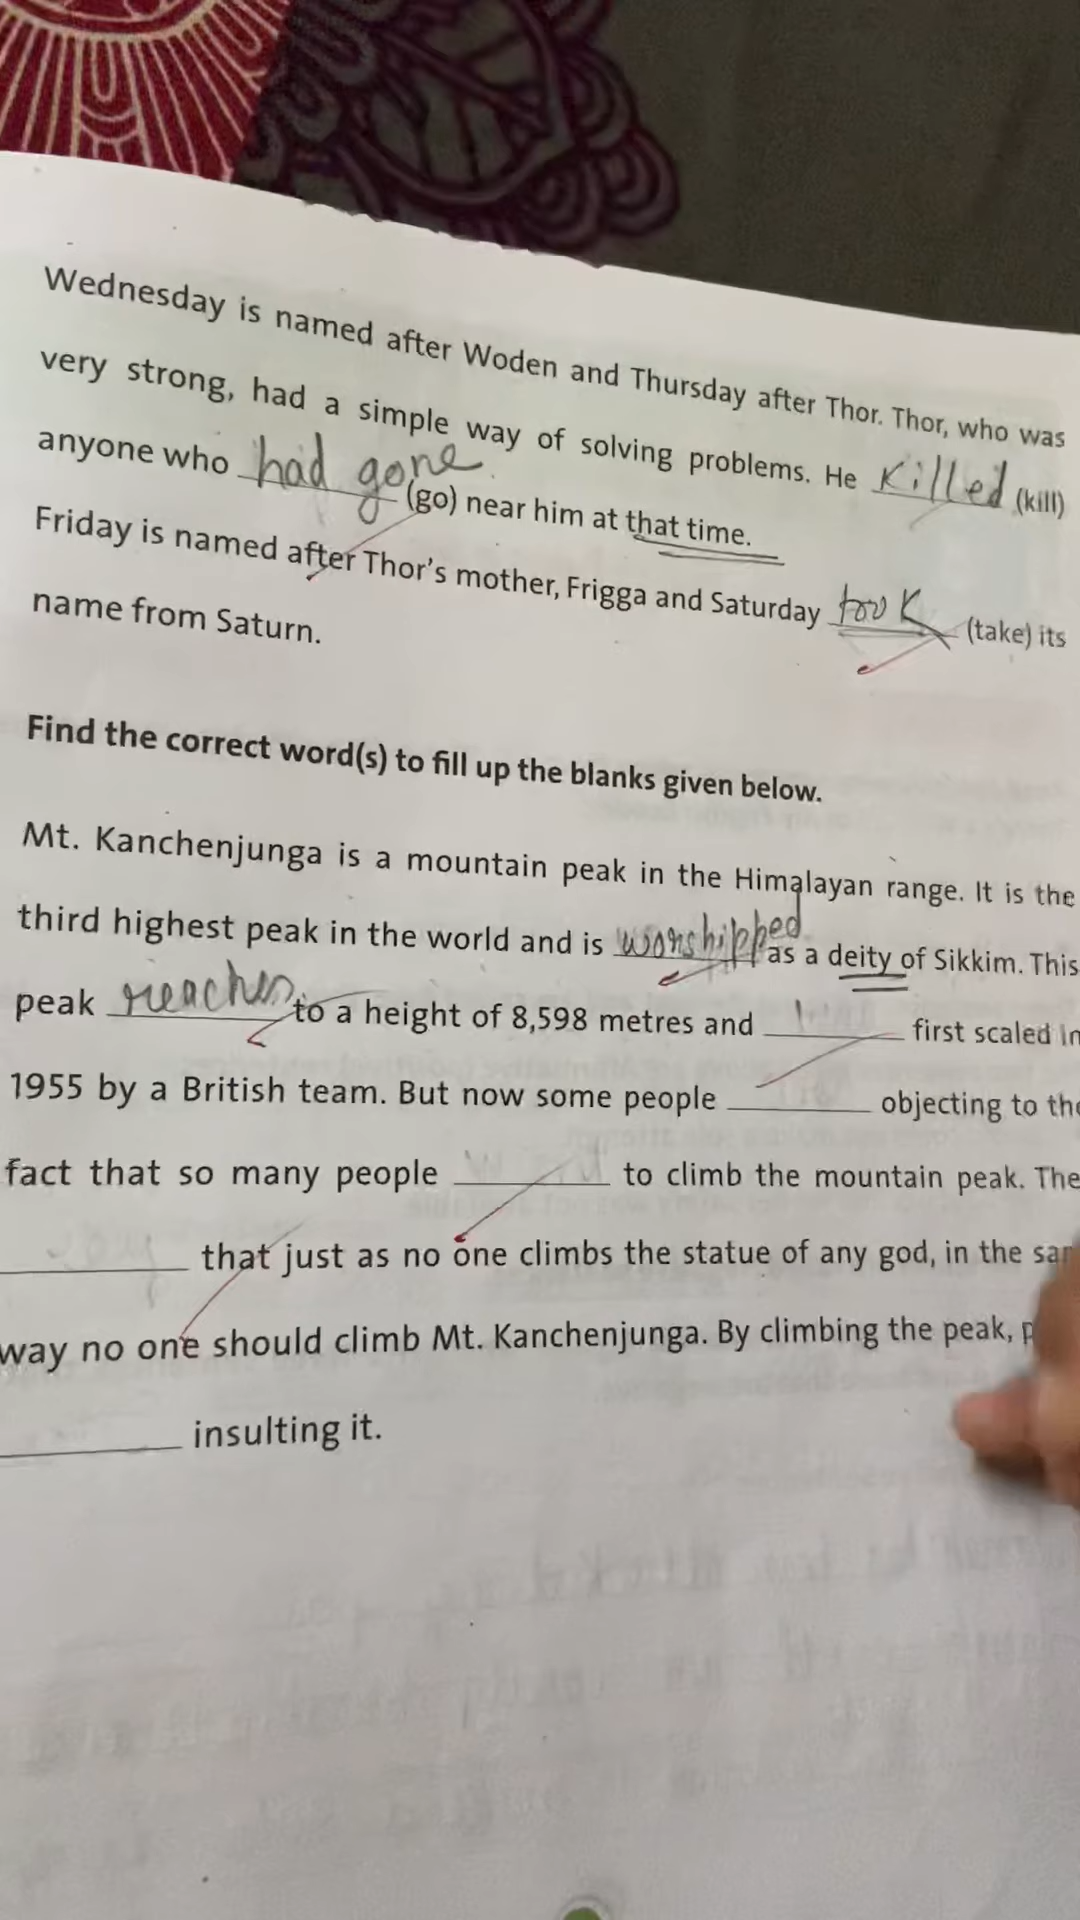 Wednesday is named after Woden and Thursday after Thor. Thor, who was
very strong, had a simple way of solving problems. He killed (kill)
anyone who had gone (go) near him at that time.
Friday is named after Thor's mother, Frigga and Saturday took (take) its
name from Saturn.
Find the correct word(s) to fill up the blanks given below.
Mt. Kanchenjunga is a mountain peak in the Himalayan range. It is the
third highest peak in the world and is worshipped as a deity of Sikkim. This
peak reaches to a height of 8,598 metres and ______ first scaled in
1955 by a British team. But now some people ______ objecting to the
fact that so many people ______ to climb the mountain peak. The
______ that just as no one climbs the statue of any god, in the
way no one should climb Mt. Kanchenjunga. By climbing the peak,
______ insulting it.